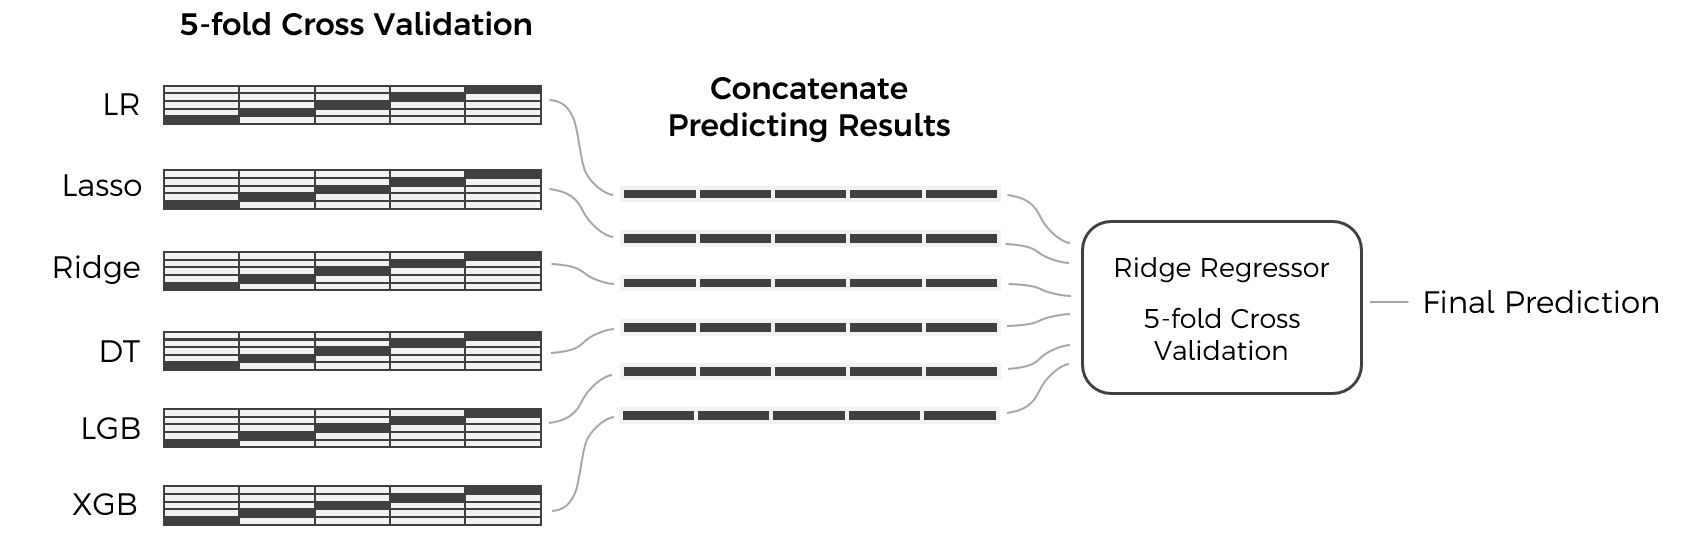 5-fold Cross Validation
Concatenate
Predicting Results
LR
Lasso
Ridge
DT
LGB
XGB
Ridge Regressor
5-fold Cross
Validation
Final Prediction